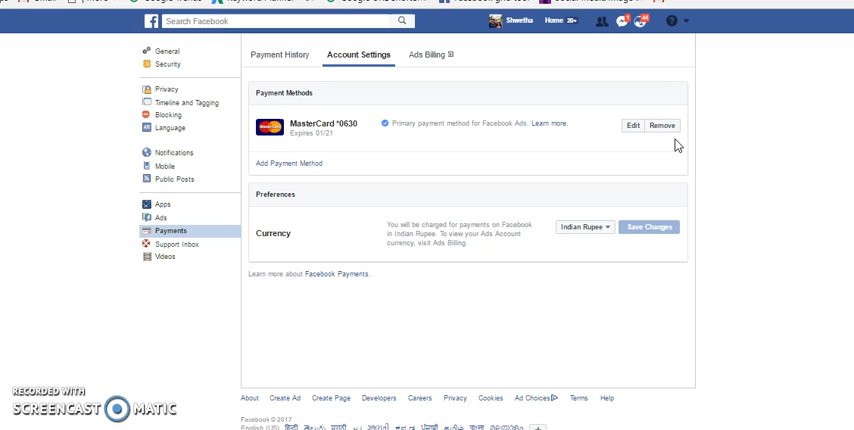 Search Facebook
Shwetha
Home 20+
Payment History
Account Settings
Ads Billing
General
Security
Privacy
Timeline and Tagging
Blocking
Language
Notifications
Mobile
Public Posts
Apps
Ads
Payments
Support Inbox
Videos
Payment Methods
MasterCard *0630
Expires 01/21
Primary payment method for Facebook Ads. Learn more.
Edit
Remove
Add Payment Method
Preferences
Currency
You will be charged for payments on Facebook
in Indian Rupee. To view your Ads Account
currency, visit Ads Billing.
Indian Rupee
Save Changes
Learn more about Facebook Payments.
RECORDED WITH
SCREENCAST MATIC
About Create Ad Create Page Developers Careers Privacy Cookies Ad Choices Terms Help
Facebook © 2017
English (US)